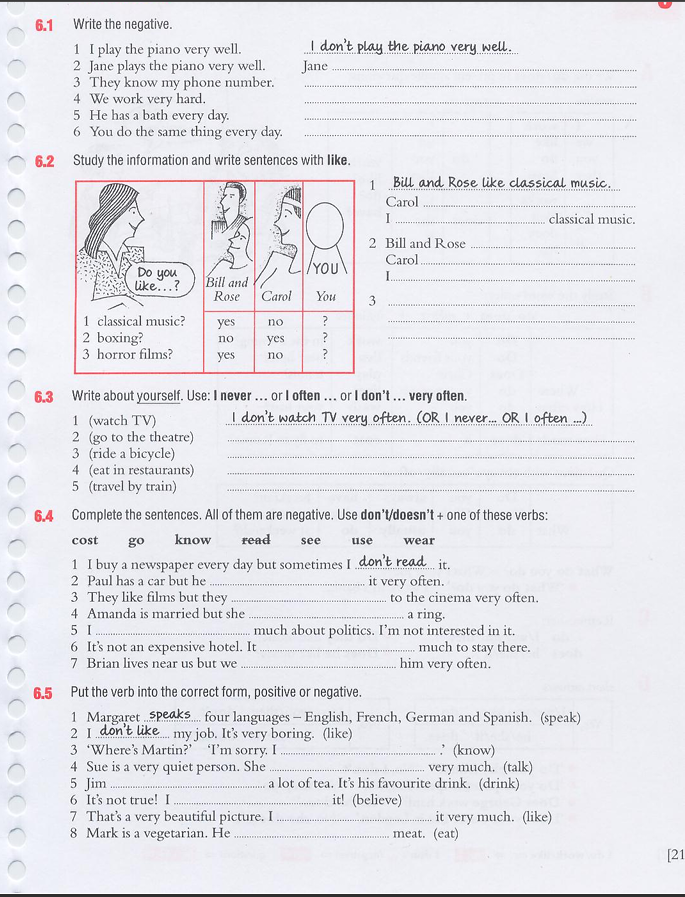 6.1 Write the negative.
1 I play the piano very well. I don't play the piano very well.
2 Jane plays the piano very well. Jane
3 They know my phone number.
4 We work very hard.
5 He has a bath every day.
6 You do the same thing every day.
6.2 Study the information and write sentences with like.
Do you like...?
YOU
Bill and Rose Carol You
1 classical music? yes no ?
2 boxing? no yes ?
3 horror films? yes no ?
1 Bill and Rose like classical music.
Carol
I classical music.
2 Bill and Rose
Carol
I
3
6.3 Write about yourself. Use: I never ... or I often ... or I don't ... very often.
1 (watch TV) I don't watch TV very often. (OR I never... OR I often ...)
2 (go to the theatre)
3 (ride a bicycle)
4 (eat in restaurants)
5 (travel by train)
6.4 Complete the sentences. All of them are negative. Use don't/doesn't + one of these verbs:
cost go know read see use wear
1 I buy a newspaper every day but sometimes I don't read it.
2 Paul has a car but he it very often.
3 They like films but they to the cinema very often.
4 Amanda is married but she a ring.
5 I much about politics. I'm not interested in it.
6 It's not an expensive hotel. It much to stay there.
7 Brian lives near us but we him very often.
6.5 Put the verb into the correct form, positive or negative.
1 Margaret speaks four languages – English, French, German and Spanish. (speak)
2 I don't like my job. It's very boring. (like)
3 'Where's Martin?' 'I'm sorry. I .' (know)
4 Sue is a very quiet person. She very much. (talk)
5 Jim a lot of tea. It's his favourite drink. (drink)
6 It's not true! I it! (believe)
7 That's a very beautiful picture. I it very much. (like)
8 Mark is a vegetarian. He meat. (eat)
[21